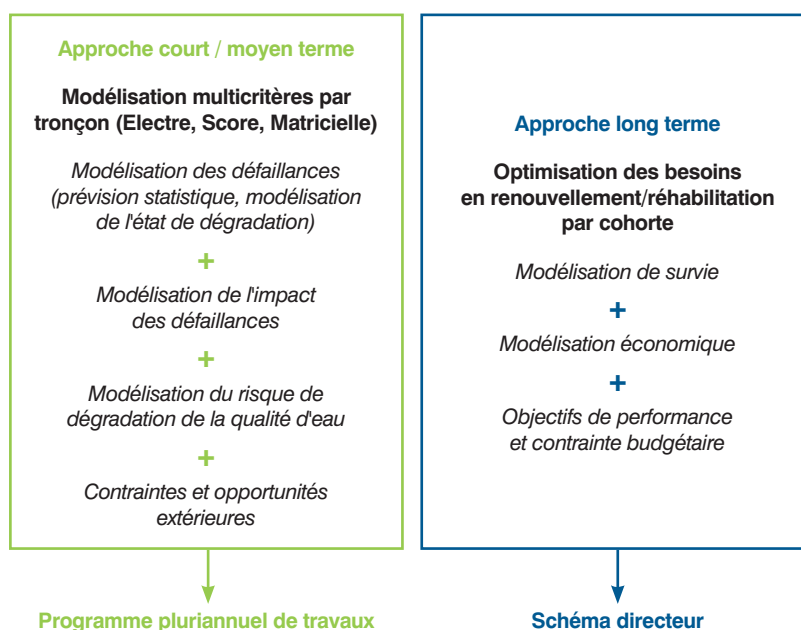 Approche court / moyen terme
Modélisation multicritères par
tronçon (Electre, Score, Matricielle)
Modélisation des défaillances
(prévision statistique, modélisation
de l'état de dégradation)
+
Modélisation de l'impact
des défaillances
+
Modélisation du risque de
dégradation de la qualité d'eau
+
Contraintes et opportunités
extérieures
Programme pluriannuel de travaux
Approche long terme
Optimisation des besoins
en renouvellement/réhabilitation
par cohorte
Modélisation de survie
+
Modélisation économique
+
Objectifs de performance
et contrainte budgétaire
Schéma directeur